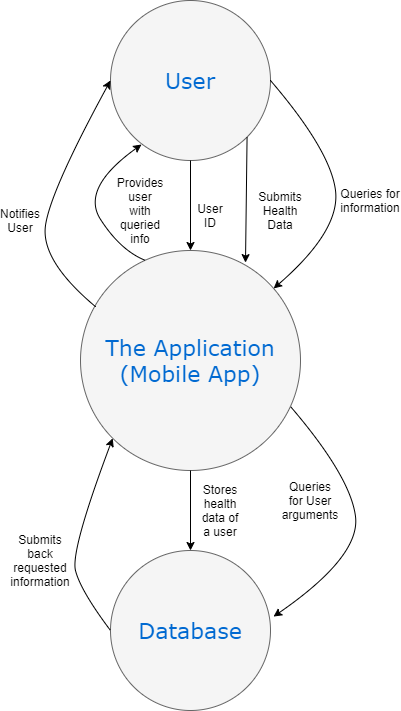 User
Provides
user
with
queried
info
User
ID
Submits
Health
Data
Queries for
information
Notifies
User
The Application
(Mobile App)
Stores
health
data of
a user
Queries
for User
arguments
Submits
back
requested
information
Database